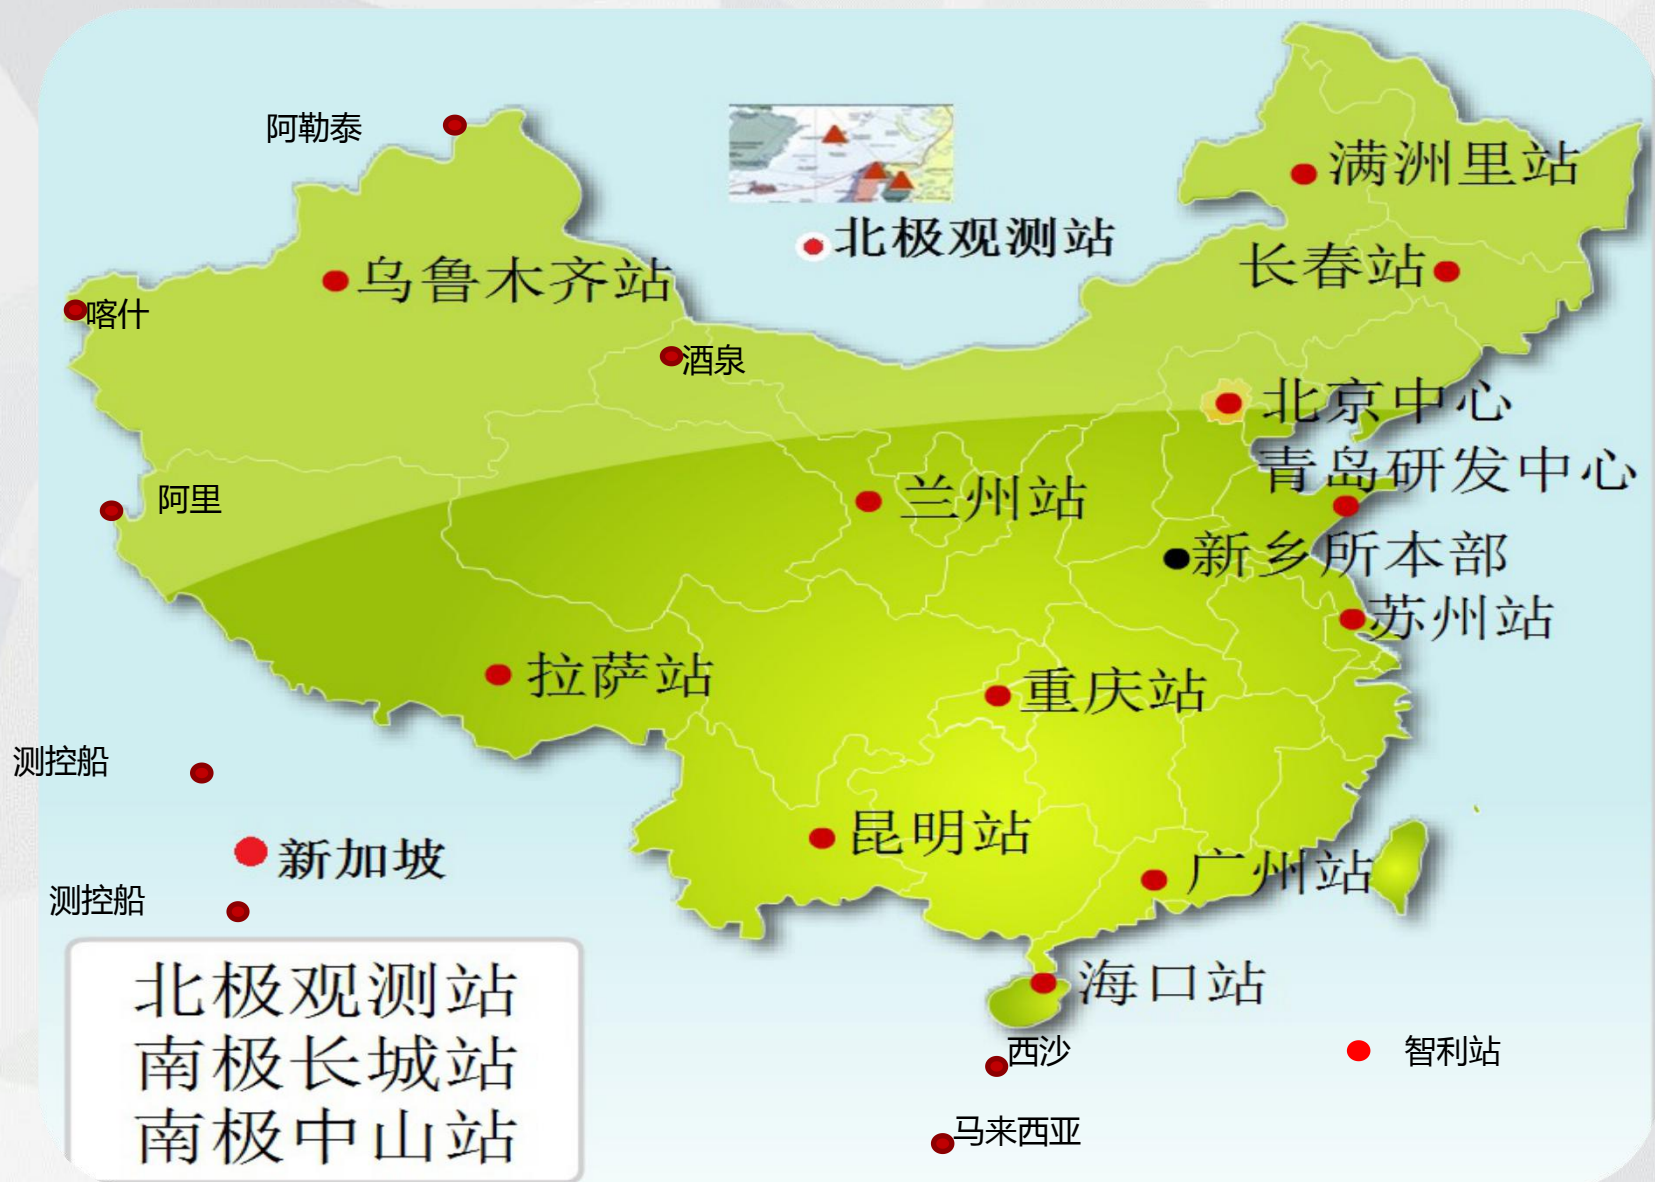 阿勒泰
满洲里站
北极观测站
长春站
乌鲁木齐站
喀什
酒泉
北京中心
青岛研发中心
阿里
兰州站
新乡所本部
苏州站
拉萨站
重庆站
测控船
昆明站
新加坡
广州站
测控船
北极观测站
南极长城站
南极中山站
海口站
西沙
智利站
马来西亚